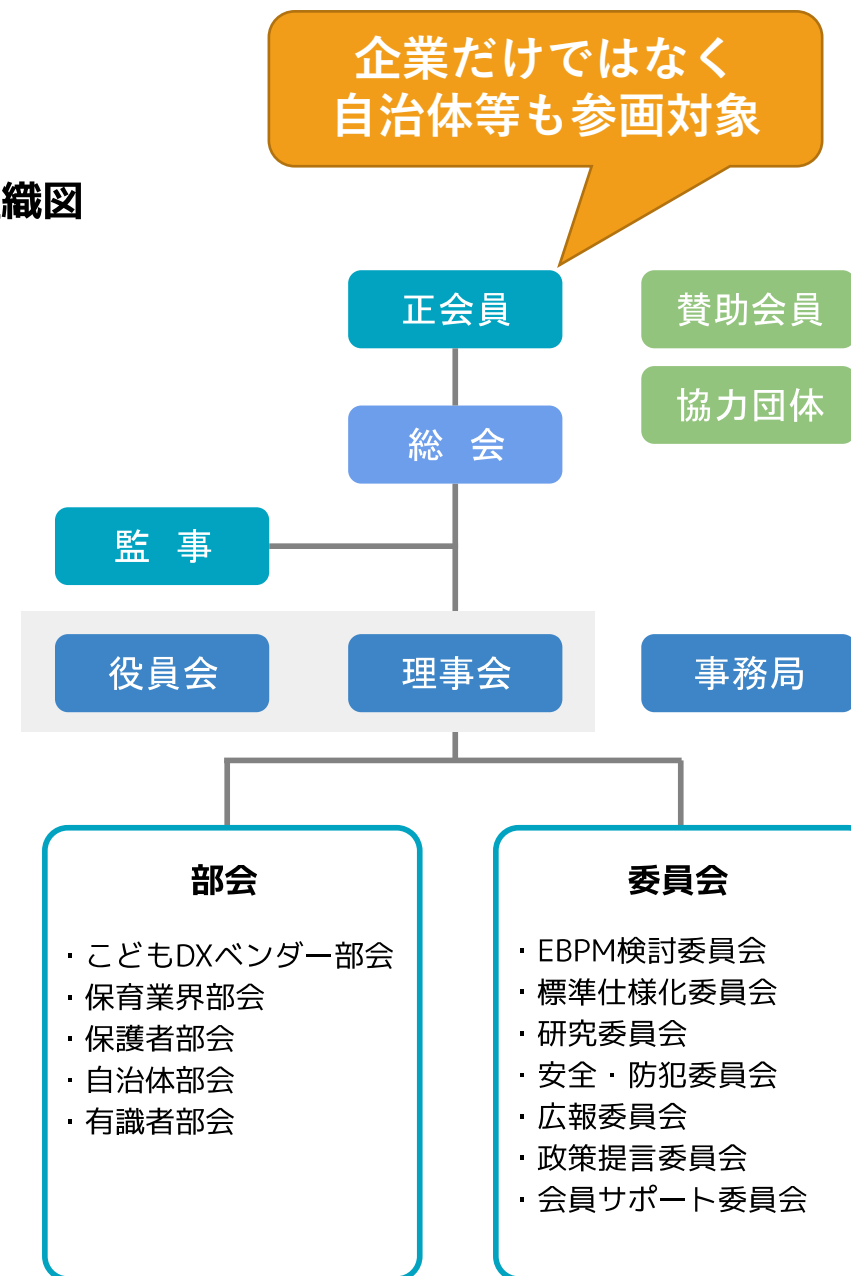 企業だけではなく
自治体等も参画対象
織図
正会員
賛助会員
協力団体
総 会
監 事
役員会
理事会
事務局
部会
・こどもDXベンダー部会
・保育業界部会
・保護者部会
・自治体部会
・有識者部会
委員会
・EBPM検討委員会
・標準仕様化委員会
・研究委員会
・安全・防犯委員会
・広報委員会
・政策提言委員会
・会員サポート委員会